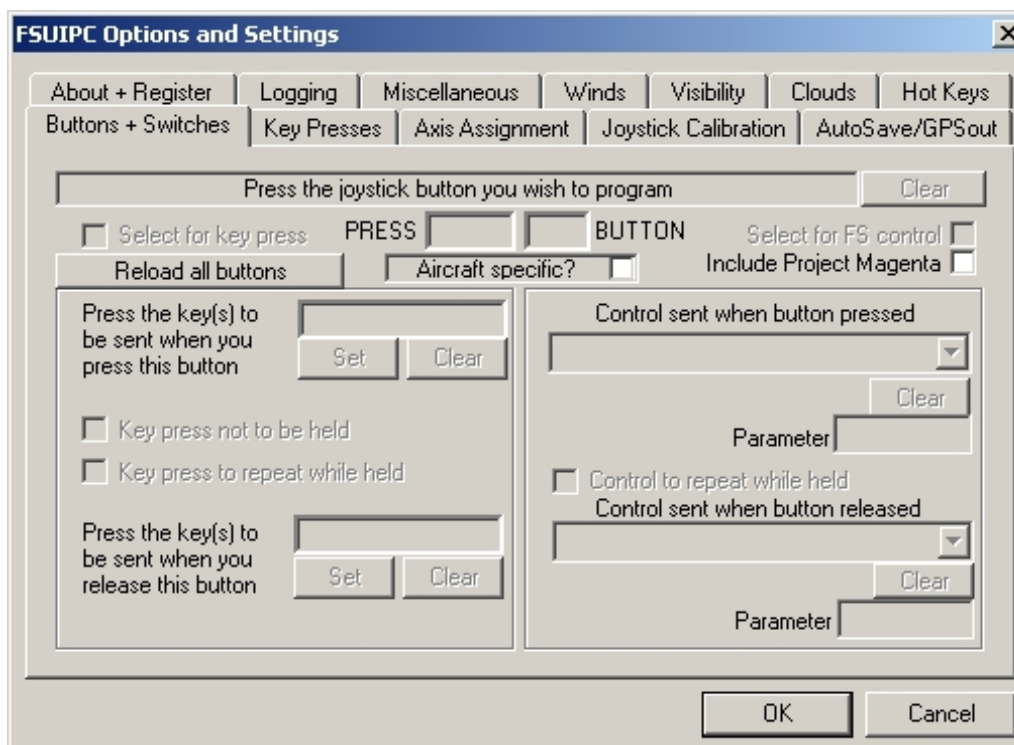 FSUIPC Options and Settings
About + Register Logging Miscellaneous Winds Visibility Clouds Hot Keys
Buttons + Switches Key Presses Axis Assignment Joystick Calibration AutoSave/GPSout
Press the joystick button you wish to program Clear
Select for key press PRESS BUTTON Select for FS control
Reload all buttons Aircraft specific? Include Project Magenta
Press the key(s) to
be sent when you
press this button
Set Clear
Key press not to be held
Key press to repeat while held
Press the key(s) to
be sent when you
release this button
Set Clear
Control sent when button pressed
Clear
Parameter
Control to repeat while held
Control sent when button released
Clear
Parameter
OK Cancel